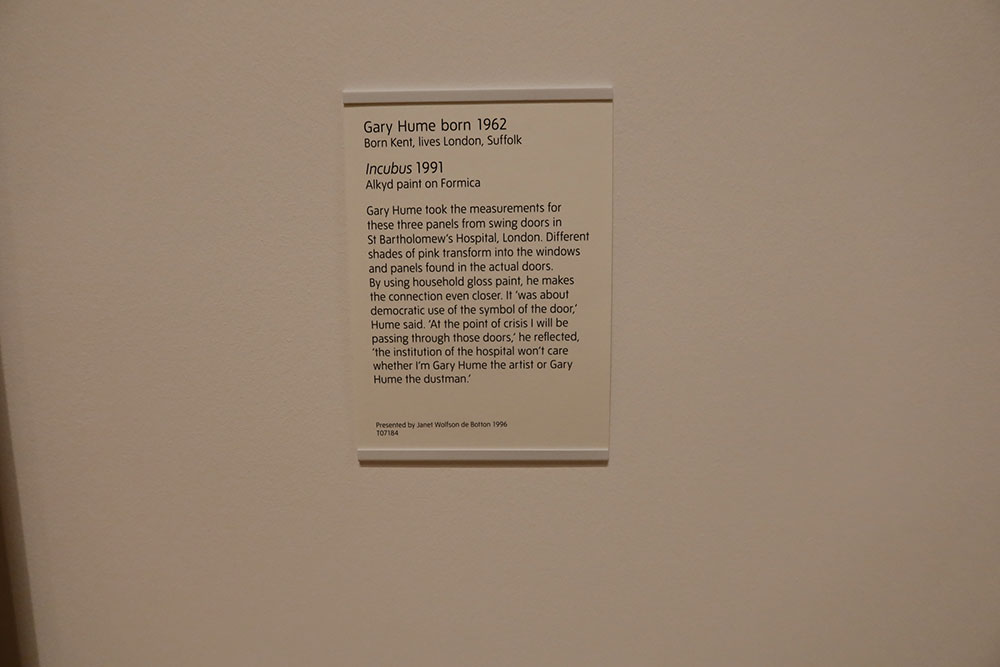 Gary Hume born 1962
Born Kent, lives London, Suffolk
Incubus 1991
Alkyd paint on Formica
Gary Hume took the measurements for
these three panels from swing doors in
St Bartholomew's Hospital, London. Different
shades of pink transform into the windows
and panels found in the actual doors.
By using household gloss paint, he makes
the connection even closer. It ‘was about
democratic use of the symbol of the door,’
Hume said. ‘At the point of crisis I will be
passing through those doors,’ he reflected,
‘the institution of the hospital won’t care
whether I’m Gary Hume the artist or Gary
Hume the dustman.’
Presented by Janet Wolfson de Botton 1996
T07184